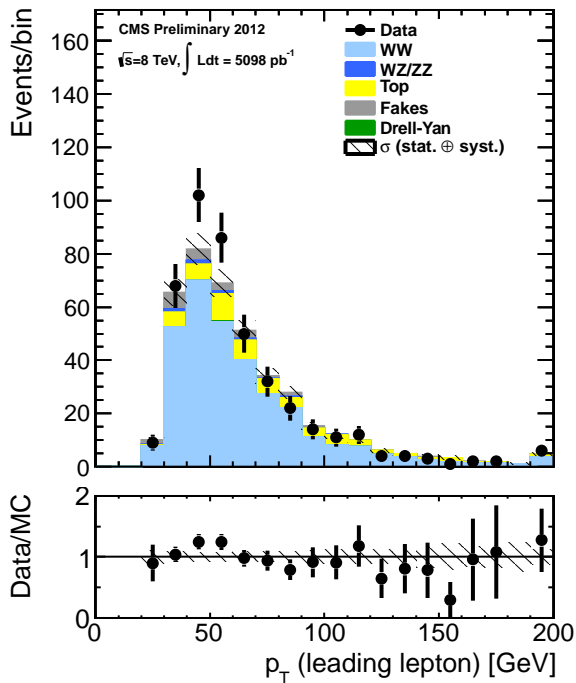 CMS Preliminary 2012
√s=8 TeV, ∫ Ldt = 5098 pb⁻¹
Data
WW
WZ/ZZ
Top
Fakes
Drell-Yan
σ (stat. ⊕ syst.)
Events/bin
160
140
120
100
80
60
40
20
0
Data/MC
2
1
0
0 50 100 150 200
p_T (leading lepton) [GeV]